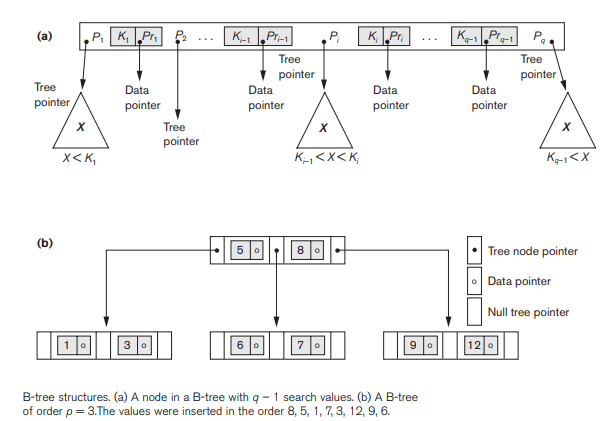 (a)
P1 K1 Pr1 P2 . . . Ki–1 Pri–1 Pi Ki Pri . . . Kq–1 Prq–1 Pq
Tree pointer
Data pointer
Tree pointer
Data pointer
Tree pointer
Data pointer
Data pointer
Tree pointer
X
X
X
X < K1
Ki–1 < X < Ki
Kq–1 < X
(b)
5 o 8 o
Tree node pointer
o Data pointer
Null tree pointer
1 o 3 o
6 o 7 o
9 o 12 o
B-tree structures. (a) A node in a B-tree with q – 1 search values. (b) A B-tree
of order p = 3.The values were inserted in the order 8, 5, 1, 7, 3, 12, 9, 6.